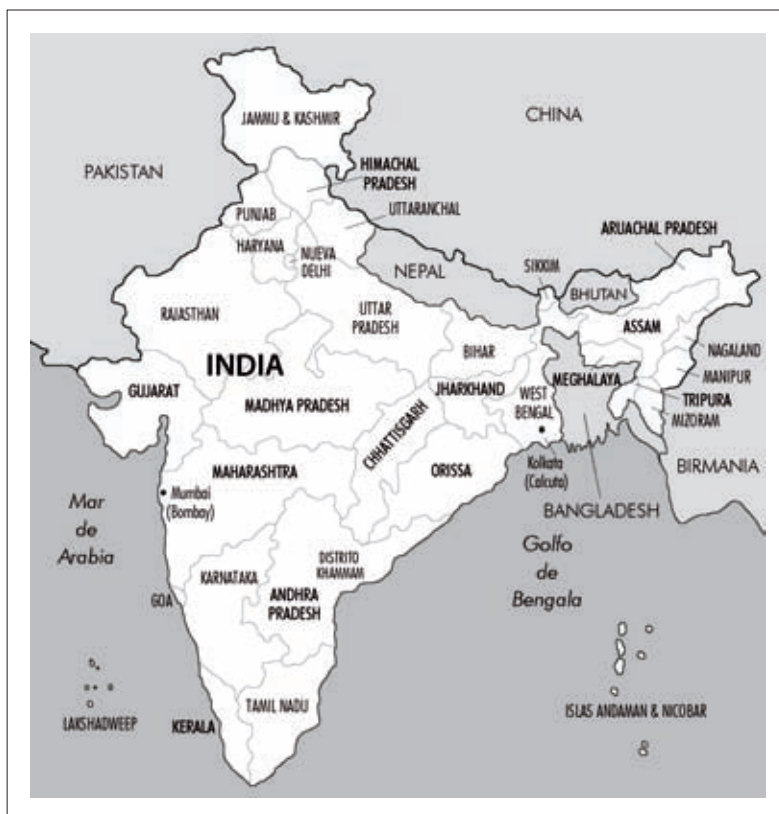 JAMMU & KASHMIR
CHINA
PAKISTAN
HIMACHAL
PRADESH
PUNJAB
UTTARANCHAL
HARYANA
NUEVA
DELHI
ARUACHAL PRADESH
NEPAL
SIKKIM
BHUTAN
RAJASTHAN
UTTAR
PRADESH
ASSAM
BIHAR
NAGALAND
INDIA
MEGHALAYA
MANIPUR
GUJARAT
JHARKHAND
TRIPURA
WEST
BENGAL
MIZORAM
MADHYA PRADESH
CHHATTISGARH
MAHARASHTRA
ORISSA
Kolkata
(Calcuta)
BIRMANIA
Mumbai
(Bombay)
BANGLADESH
Mar
de
Arabia
Golfo
de
Bengala
DISTRITO
KHAMMAM
KARNATAKA
ANDHRA
PRADESH
GOA
TAMIL NADU
KERALA
LAKSHADWEEP
ISLAS ANDAMAN & NICOBAR